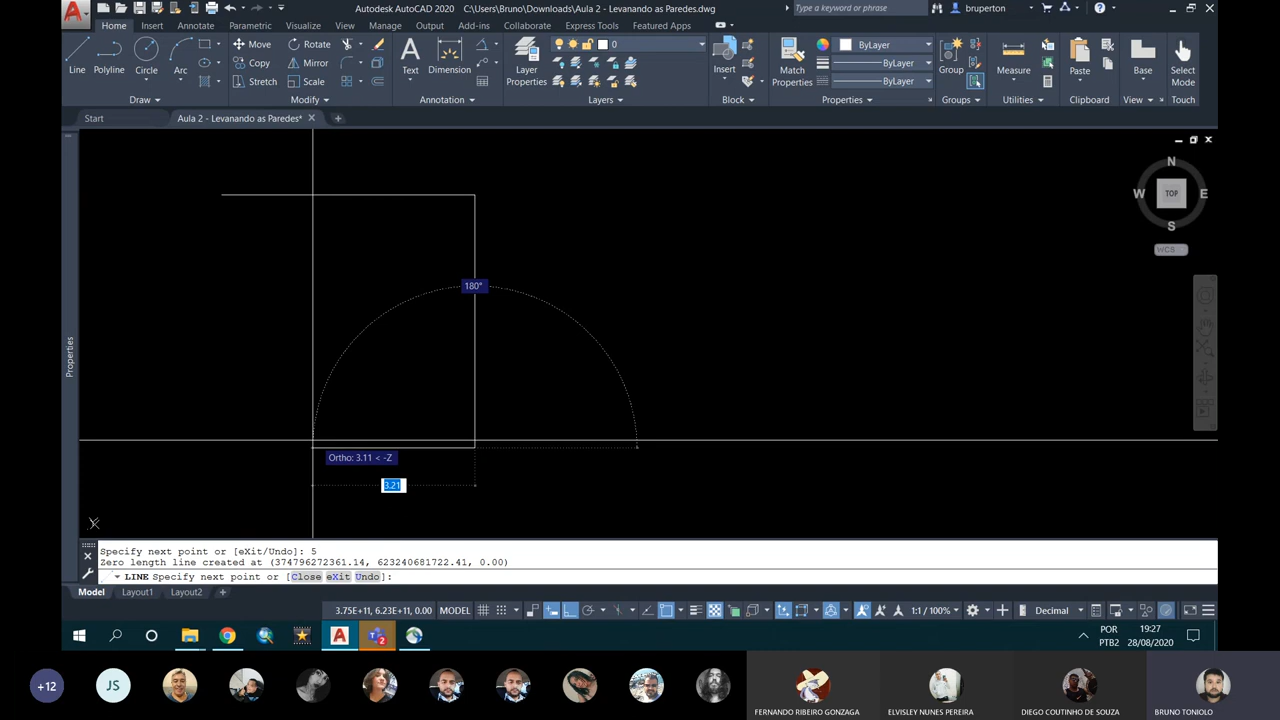 Autodesk AutoCAD 2020 C:\Users\Bruno\Downloads\Aula 2 - Levanando as Paredes.dwg
Type a keyword or phrase
bruperton
Home Insert Annotate Parametric Visualize View Manage Output Add-ins Collaborate Express Tools Featured Apps
Line Polyline Circle Arc
Move Rotate
Copy Mirror
Stretch Scale
Text Dimension
Layer
Properties
0
Insert
Match
Properties
ByLayer
ByLayer
ByLayer
Group
Measure
Paste
Base
Select
Mode
Draw Modify Annotation Layers Block Properties Groups Utilities Clipboard View Touch
Start Aula 2 - Levanando as Paredes*
N
W TOP E
S
WCS
Properties
180°
Ortho: 3.11 < -Z
3.21
Specify next point or [eXit/Undo]: 5
Zero length line created at (374796272361.14, 623240681722.41, 0.00)
LINE Specify next point or [Close eXit Undo]:
Model Layout1 Layout2
3.75E+11, 6.23E+11, 0.00 MODEL 1:1 / 100% Decimal
2
POR
PTB2
19:27
28/08/2020
+12
JS
FERNANDO RIBEIRO GONZAGA
ELVISLEY NUNES PEREIRA
DIEGO COUTINHO DE SOUZA
BRUNO TONIOLO